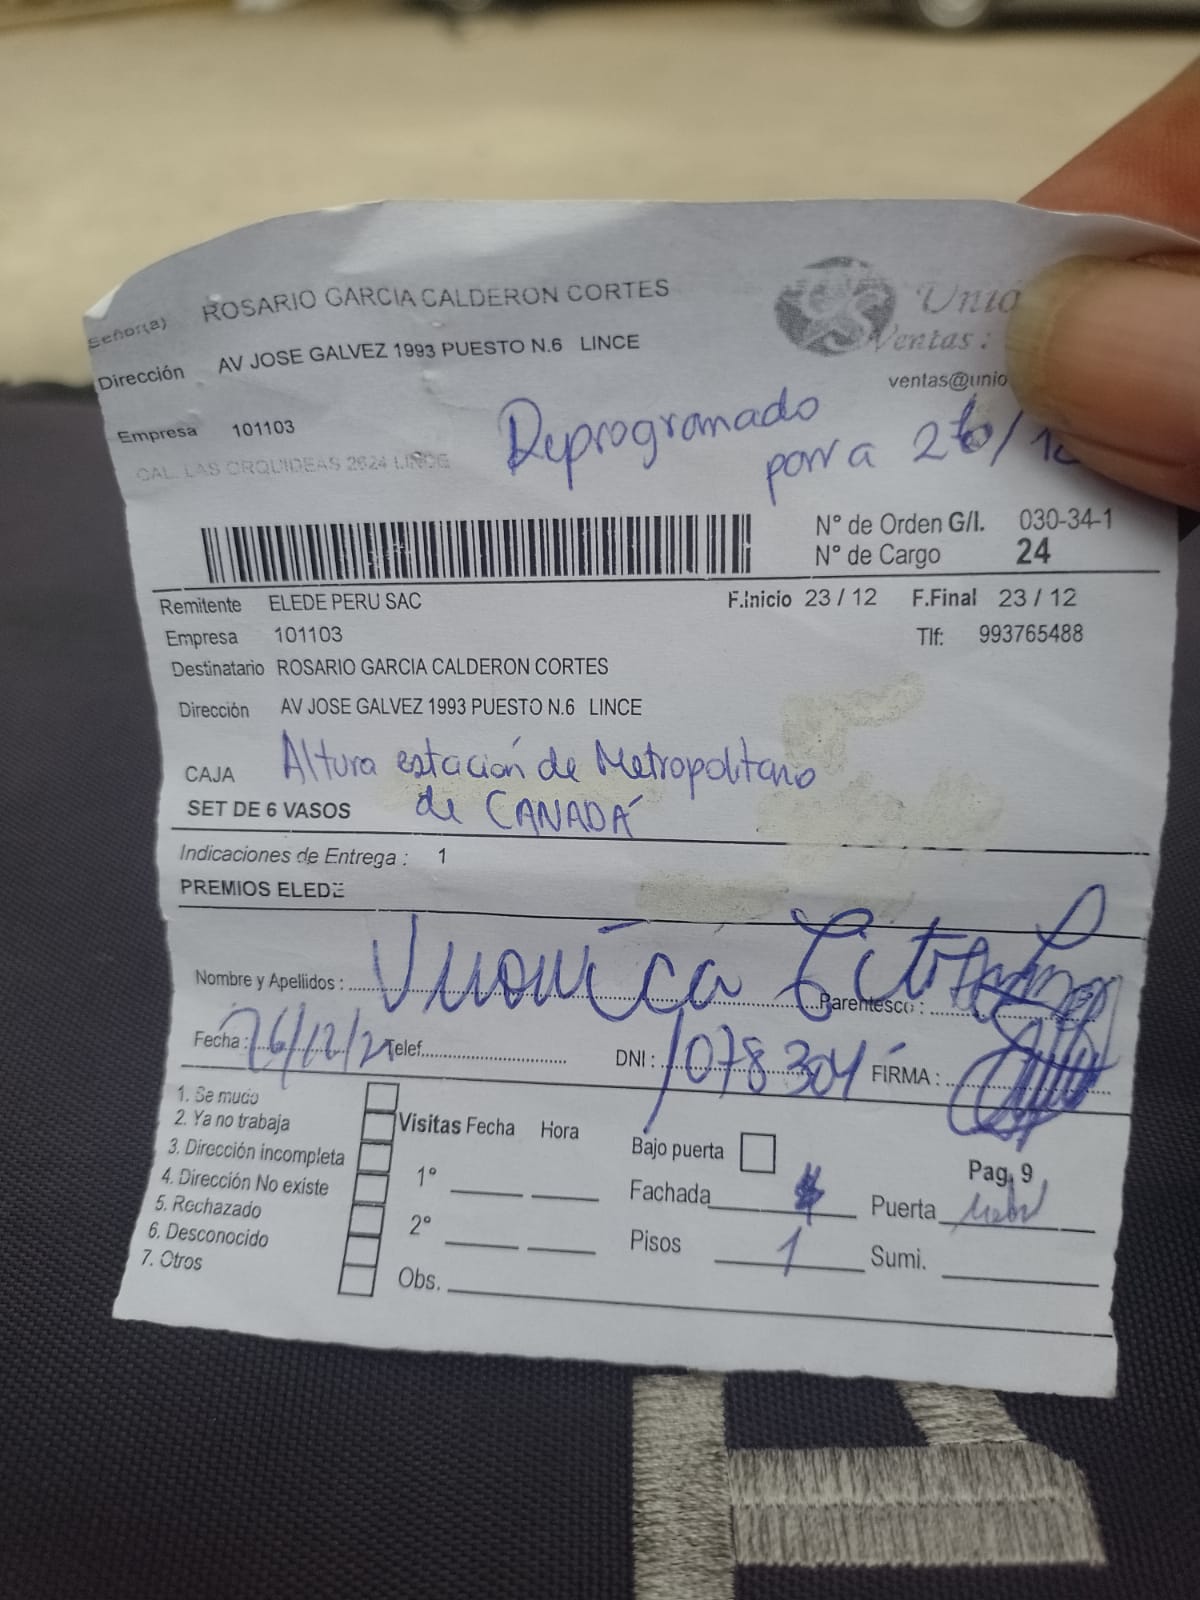 Señor(a) ROSARIO GARCIA CALDERON CORTES
Unio
Ventas:
Dirección AV JOSE GALVEZ 1993 PUESTO N.6 LINCE
ventas@unio
Empresa 101103
Reprogramado
para 26/12
CAL. LAS ORQUIDEAS 2624 LINCE
N° de Orden G/I. 030-34-1
N° de Cargo 24
Remitente ELEDE PERU SAC F.Inicio 23 / 12 F.Final 23 / 12
Empresa 101103 Tlf: 993765488
Destinatario ROSARIO GARCIA CALDERON CORTES
Dirección AV JOSE GALVEZ 1993 PUESTO N.6 LINCE
CAJA Altura estación de Metropolitano
SET DE 6 VASOS de CANADÁ
Indicaciones de Entrega : 1
PREMIOS ELEDE
Nombre y Apellidos : Veronica Parentesco :
Fecha : 26/12/2 Telef. DNI : FIRMA :
1. Se mudo
2. Ya no trabaja
3. Dirección incompleta
4. Dirección No existe
5. Rechazado
6. Desconocido
7. Otros
Visitas Fecha Hora
1°
2°
Obs.
Bajo puerta Pag. 9
Fachada Puerta
Pisos 1 Sumi.